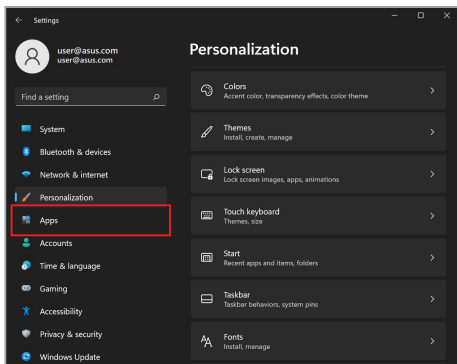 Settings
user@asus.com
user@asus.com
Find a setting
System
Bluetooth & devices
Network & internet
Personalization
Apps
Accounts
Time & language
Gaming
Accessibility
Privacy & security
Windows Update
Personalization
Colors
Accent color, transparency effects, color theme
Themes
Install, create, manage
Lock screen
Lock screen images, apps, animations
Touch keyboard
Themes, size
Start
Recent apps and items, folders
Taskbar
Taskbar behaviors, system pins
Fonts
Install, manage